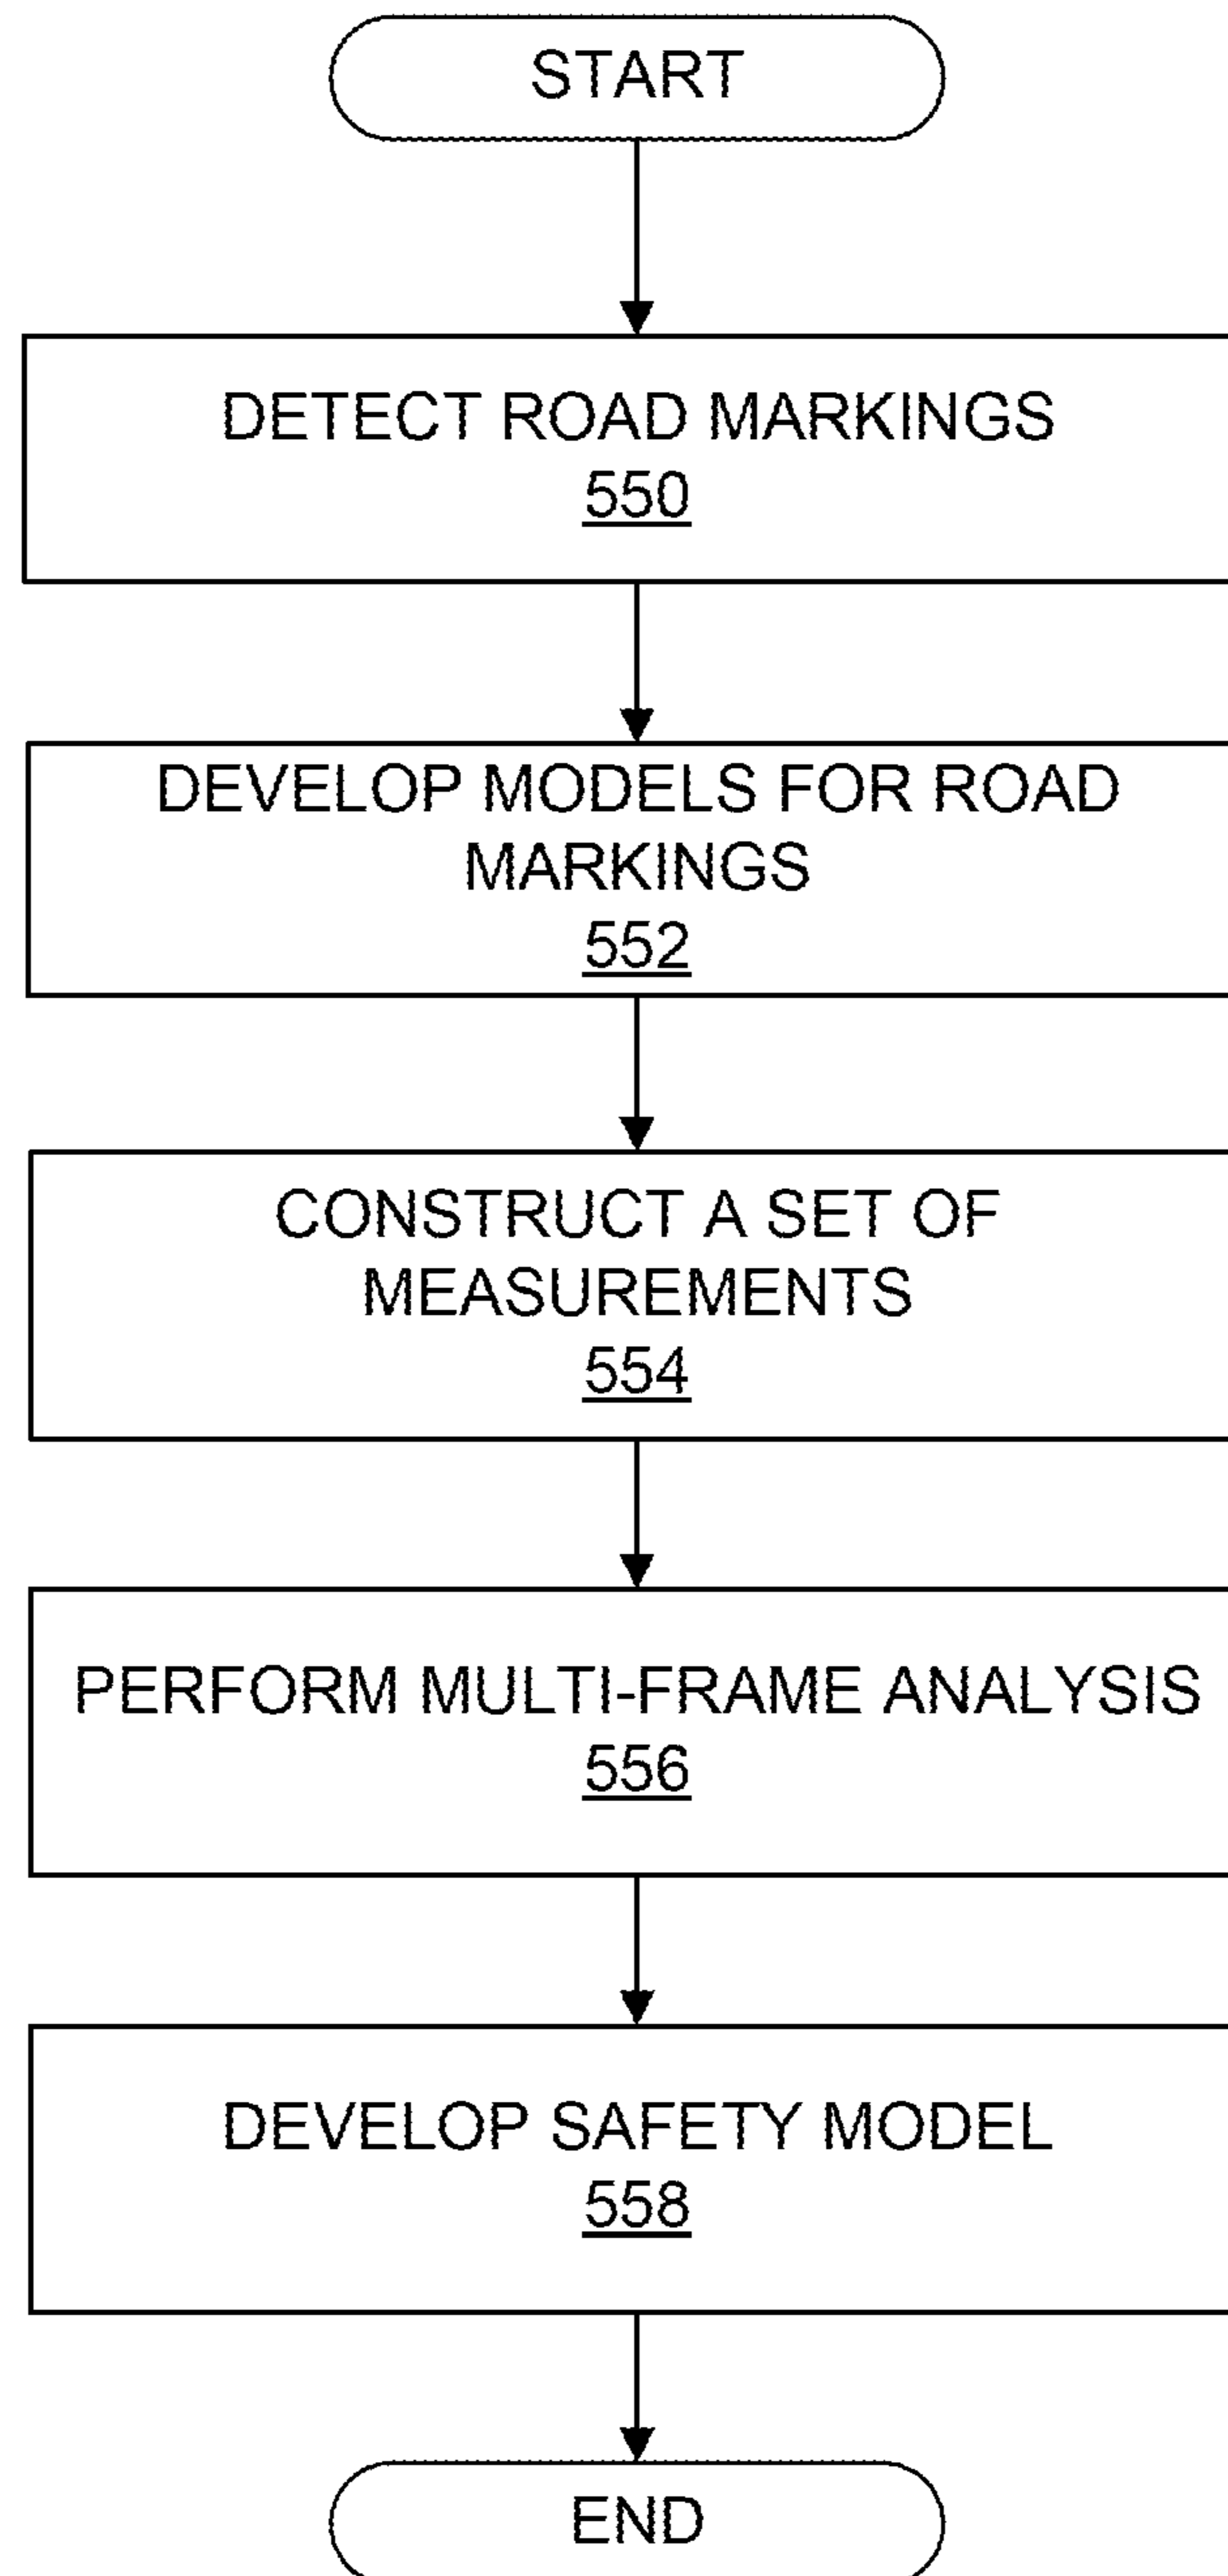 START
DETECT ROAD MARKINGS
550
DEVELOP MODELS FOR ROAD
MARKINGS
552
CONSTRUCT A SET OF
MEASUREMENTS
554
PERFORM MULTI-FRAME ANALYSIS
556
DEVELOP SAFETY MODEL
558
END